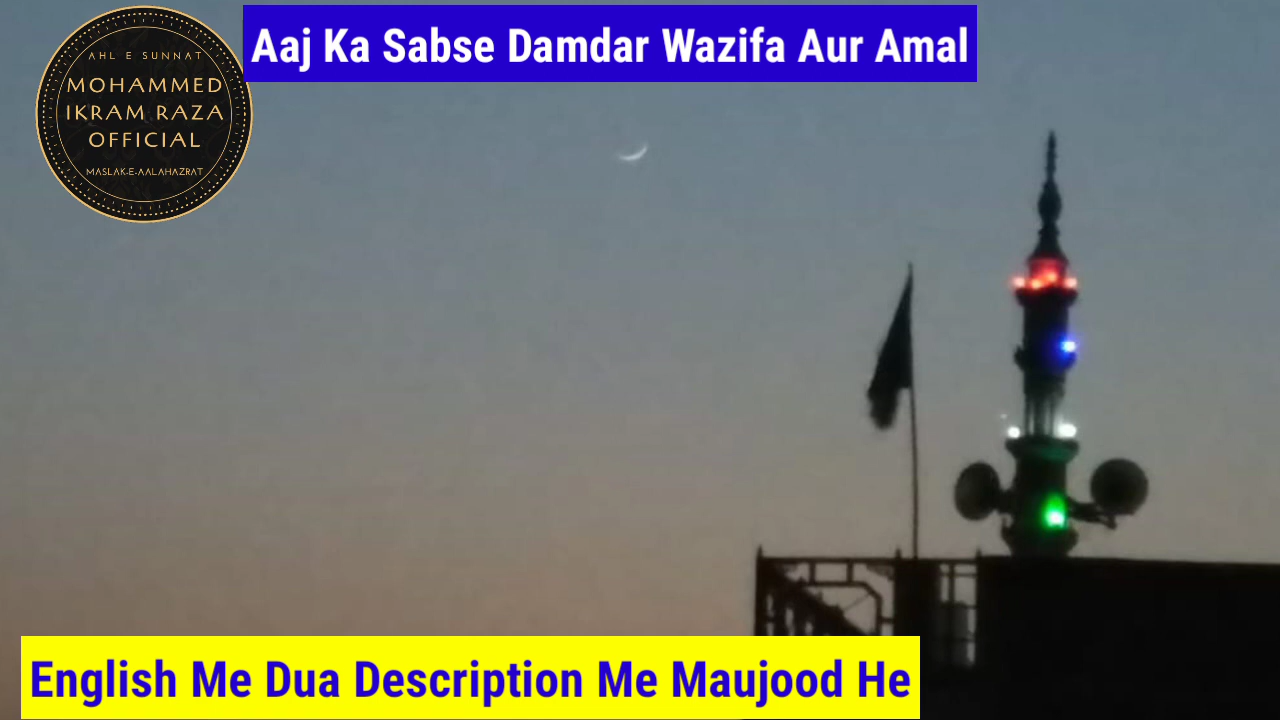 Aaj Ka Sabse Damdar Wazifa Aur Amal
AHL E SUNNAT
MOHAMMED
IKRAM RAZA
OFFICIAL
MASLAK-E-AALAHAZRAT
English Me Dua Description Me Maujood He